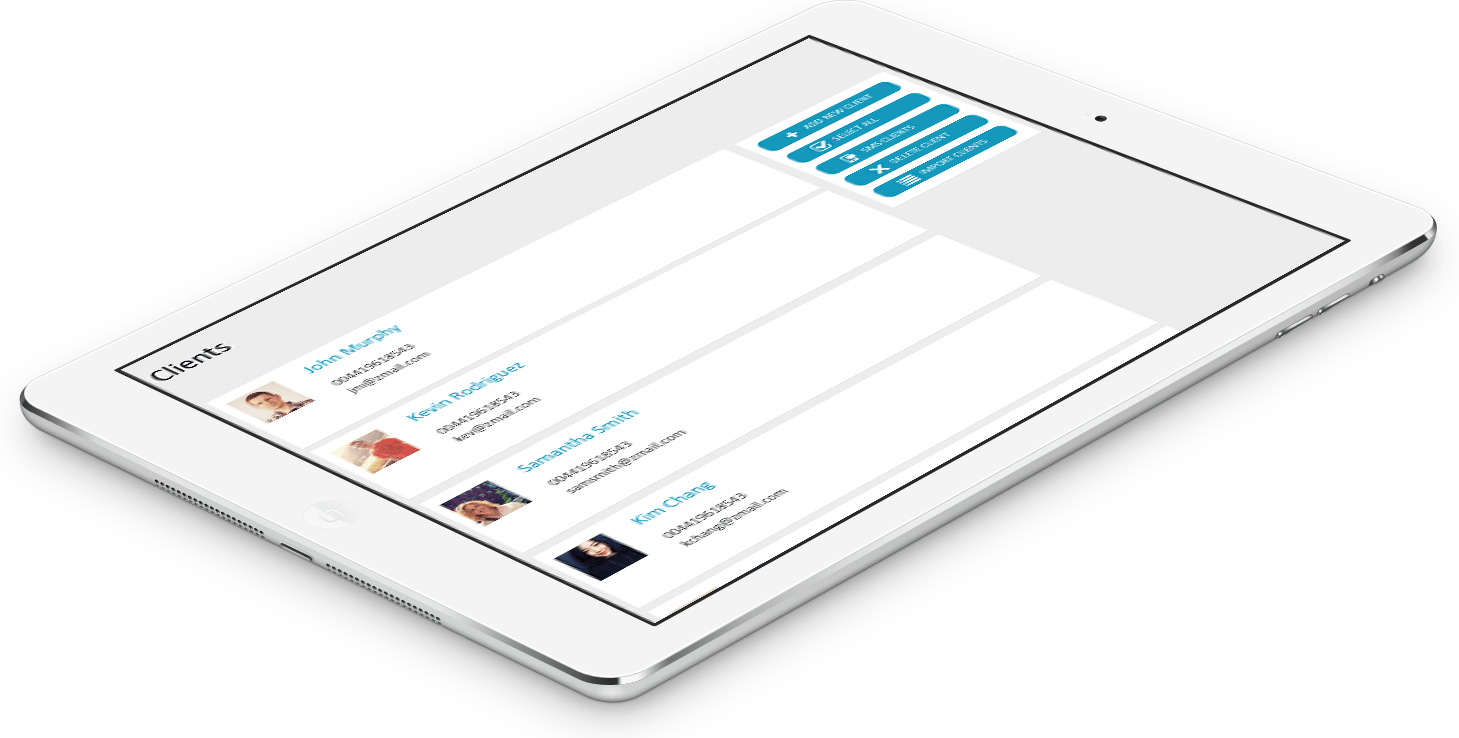 Clients
ADD NEW CLIENT
SELECT ALL
SMS CLIENTS
DELETE CLIENT
IMPORT CLIENTS
John Murphy
004419618543
jm@zmail.com
Kevin Rodriguez
004419618543
kevi@zmail.com
Samantha Smith
004419618543
samsmith@zmail.com
Kim Chang
004419618543
kchang@zmail.com